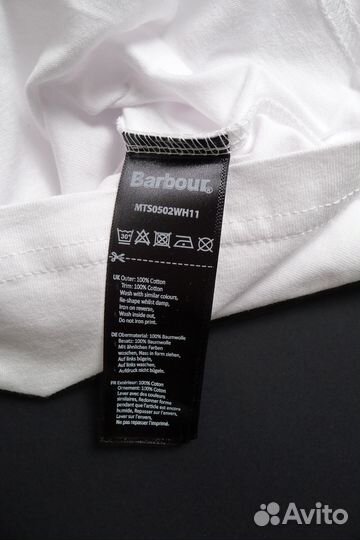 Barbour®
MTS0502WH11
30°
UK Outer: 100% Cotton
Trim: 100% Cotton
Wash with similar colours.
Re-shape whilst damp,
Iron on reverse,
Wash inside out.
Do not iron print.
DE Obermaterial: 100% Baumwolle
Besatz: 100% Baumwolle
Mit ähnlichen Farben
waschen, Nass in form ziehen,
Auf links bügeln,
Auf links waschen,
Aufdruck nicht bügeln.
FR Extérieur: 100% Coton
Ornement: 100% Coton
Laver avec des couleurs
similaires, Redonner forme
pendant que l'article est encore
humide, Repasser sur l'envers,
Laver sur l'envers,
Ne pas repasser l'imprimé.
Avito